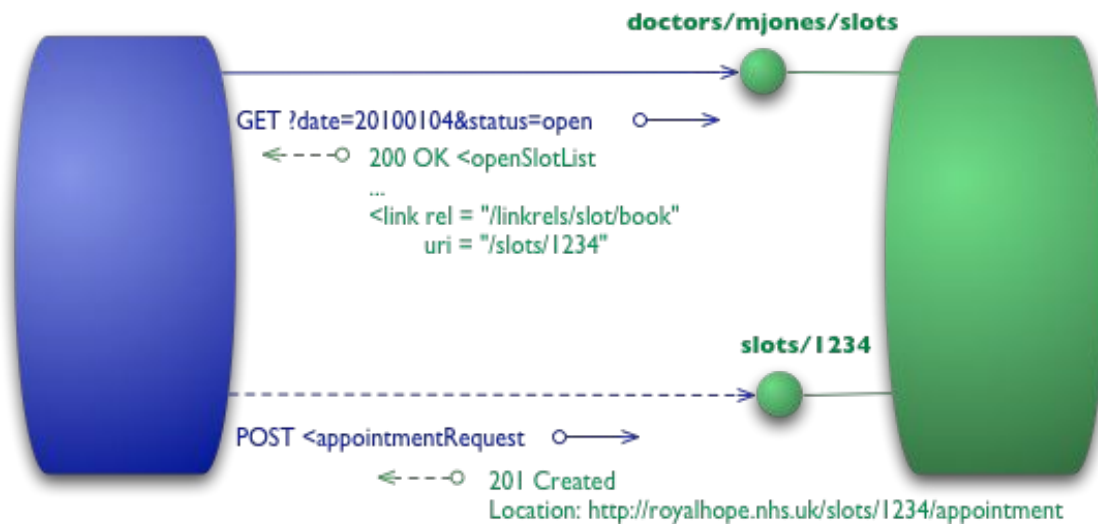 doctors/mjones/slots
GET ?date=20100104&status=open
200 OK <openSlotList
...
<link rel = "/linkrels/slot/book"
uri = "/slots/1234"
slots/1234
POST <appointmentRequest
201 Created
Location: http://royalhope.nhs.uk/slots/1234/appointment